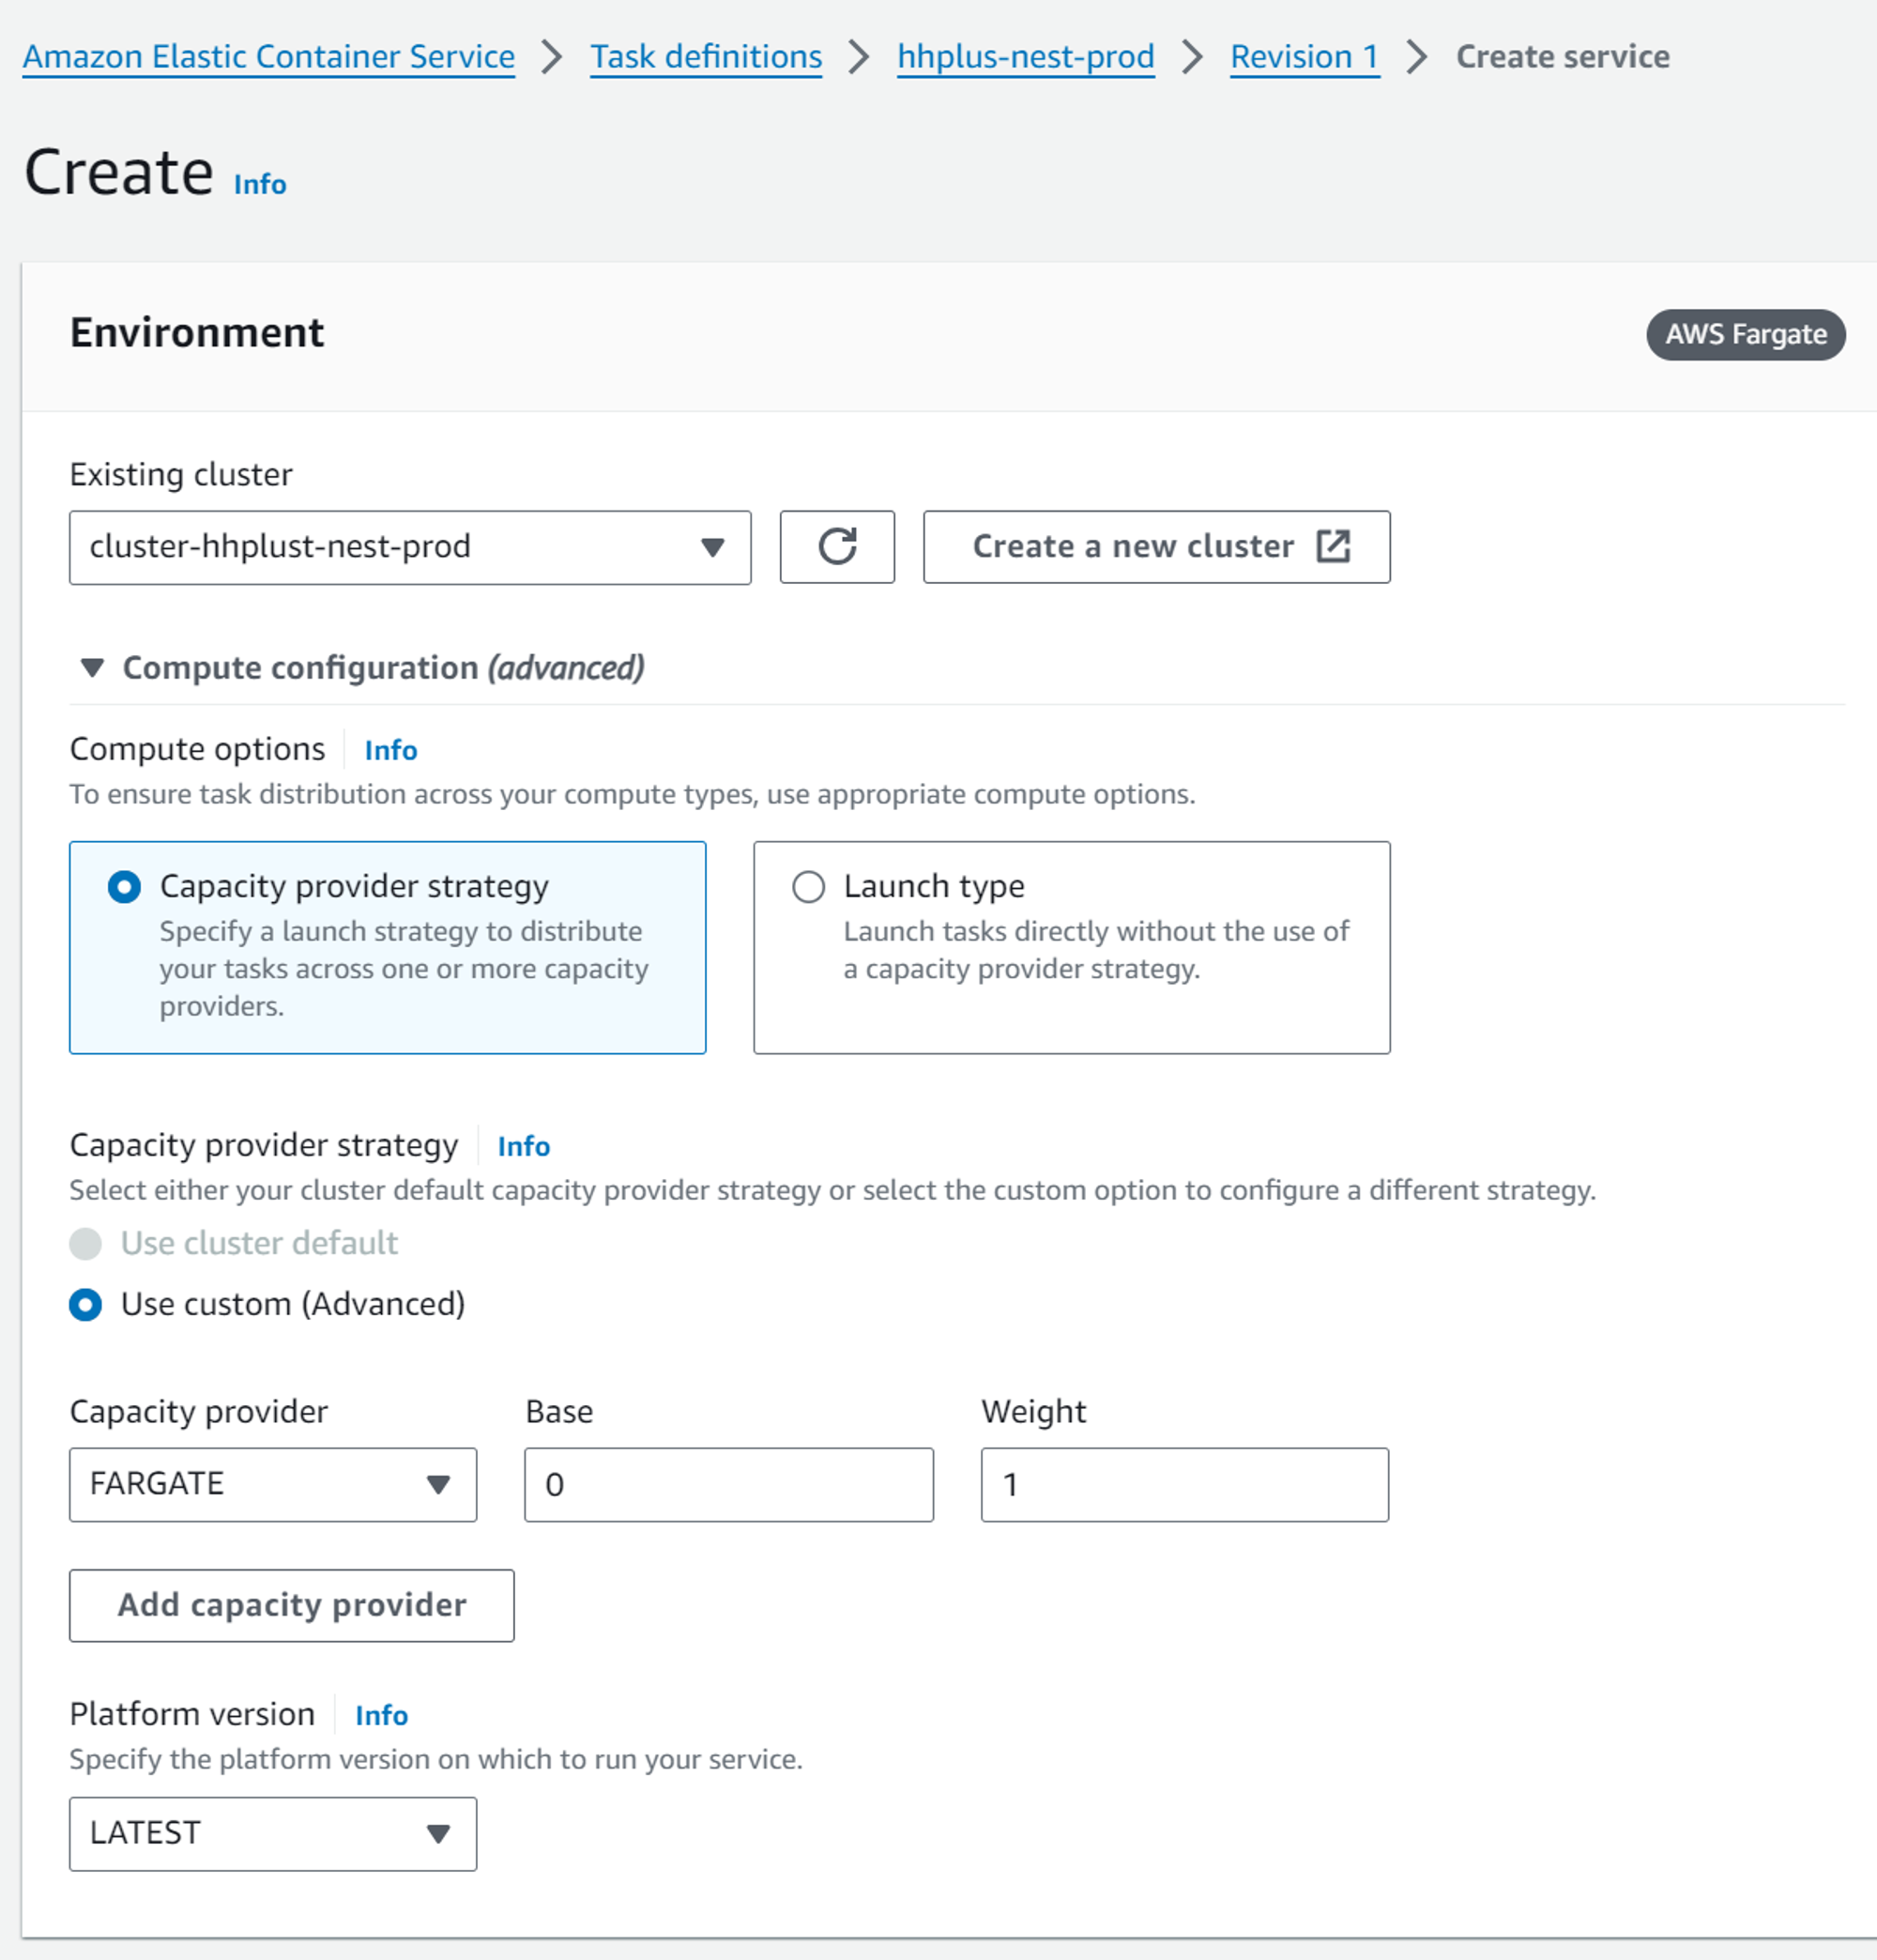 Amazon Elastic Container Service > Task definitions > hhplus-nest-prod > Revision 1 > Create service
Create Info
Environment AWS Fargate
Existing cluster
cluster-hhplust-nest-prod Create a new cluster
Compute configuration (advanced)
Compute options Info
To ensure task distribution across your compute types, use appropriate compute options.
Capacity provider strategy
Specify a launch strategy to distribute
your tasks across one or more capacity
providers.
Launch type
Launch tasks directly without the use of
a capacity provider strategy.
Capacity provider strategy Info
Select either your cluster default capacity provider strategy or select the custom option to configure a different strategy.
Use cluster default
Use custom (Advanced)
Capacity provider Base Weight
FARGATE 0 1
Add capacity provider
Platform version Info
Specify the platform version on which to run your service.
LATEST